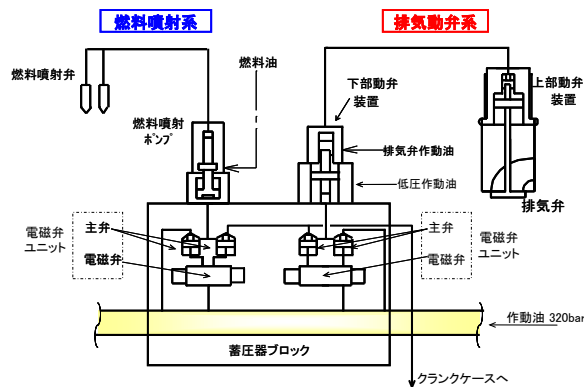 燃料噴射系
排気動弁系
燃料噴射弁
燃料油
下部動弁
装置
上部動弁
装置
燃料噴射
ポンプ
排気弁作動油
低圧作動油
排気弁
電磁弁
ユニット
主弁
電磁弁
主弁
電磁弁
電磁弁
ユニット
作動油 320bar
蓄圧器ブロック
クランクケースへ